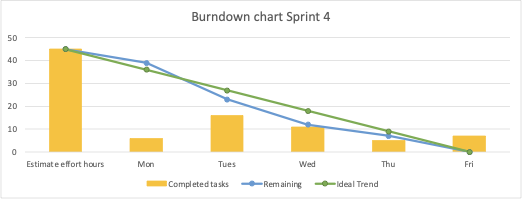 Burndown chart Sprint 4
50
40
30
20
10
0
Estimate effort hours Mon Tues Wed Thu Fri
Completed tasks Remaining Ideal Trend